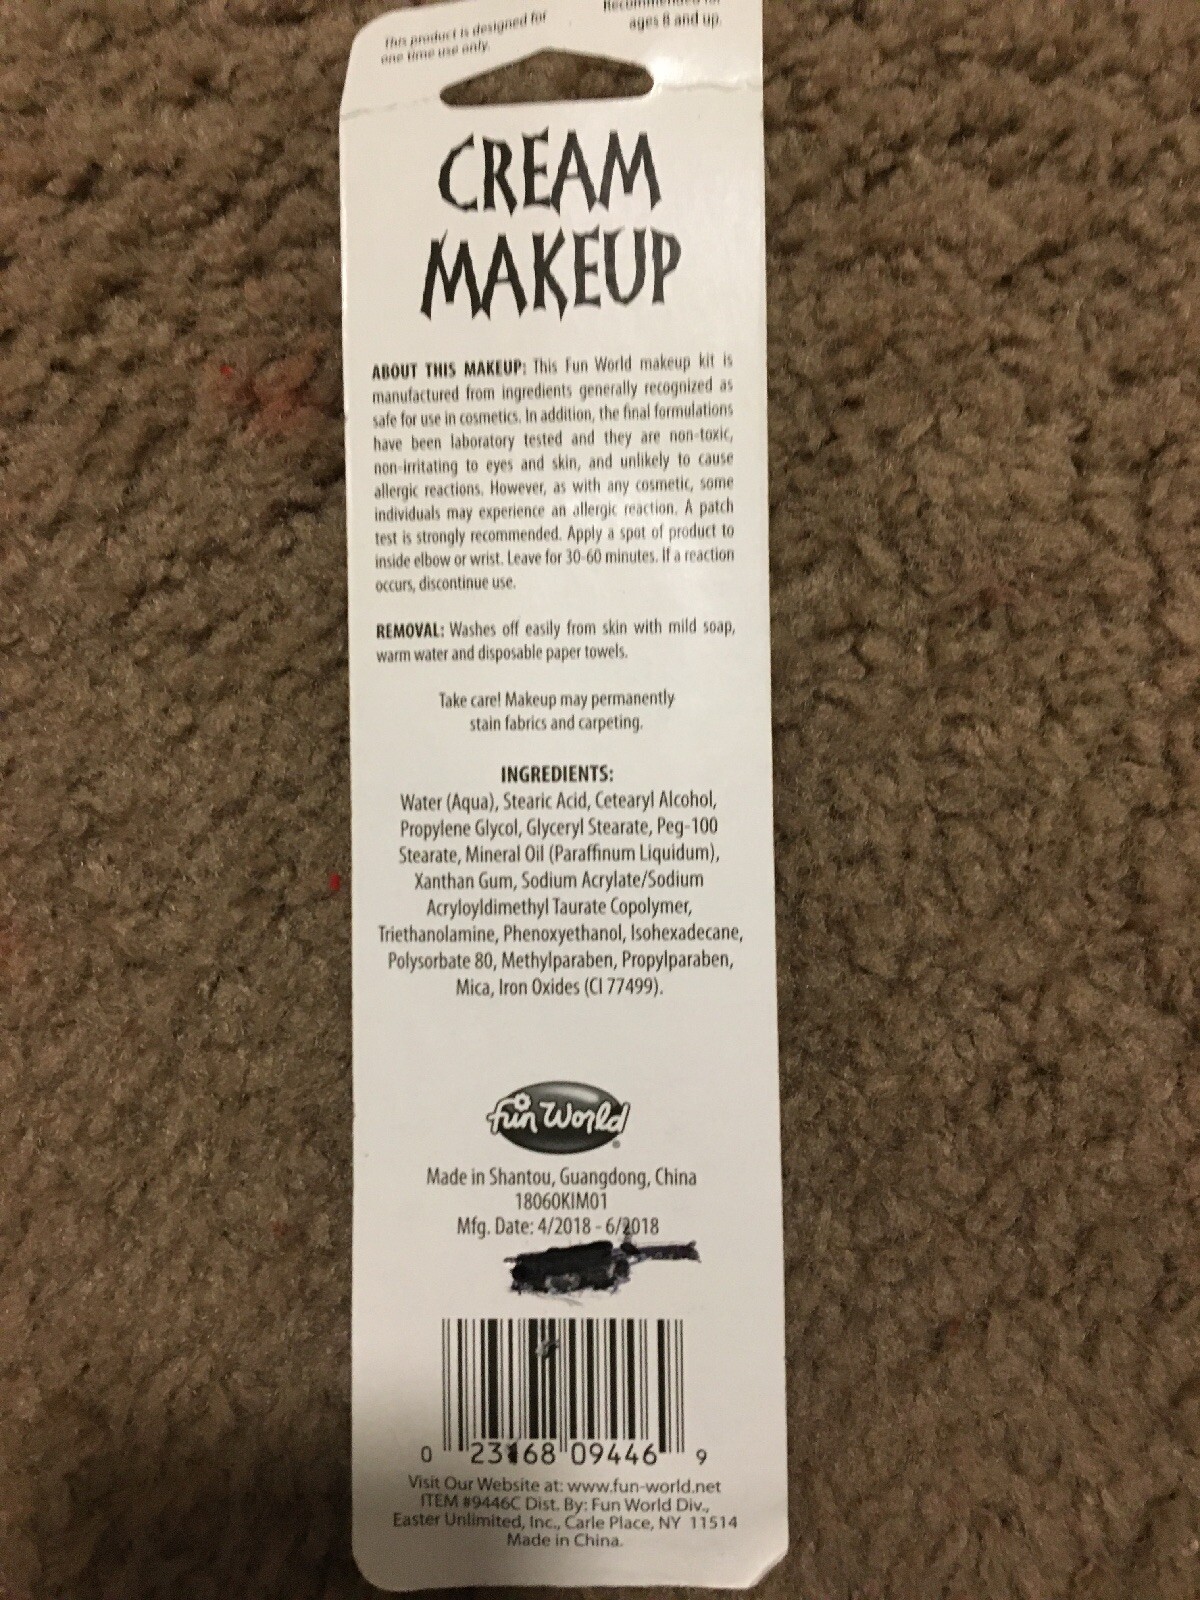 This product is designed for
one time use only.
Recommended for
ages 8 and up.
CREAM
MAKEUP
ABOUT THIS MAKEUP: This Fun World makeup kit is
manufactured from ingredients generally recognized as
safe for use in cosmetics. In addition, the final formulations
have been laboratory tested and they are non-toxic,
non-irritating to eyes and skin, and unlikely to cause
allergic reactions. However, as with any cosmetic, some
individuals may experience an allergic reaction. A patch
test is strongly recommended. Apply a spot of product to
inside elbow or wrist. Leave for 30-60 minutes. If a reaction
occurs, discontinue use.
REMOVAL: Washes off easily from skin with mild soap,
warm water and disposable paper towels.
Take care! Makeup may permanently
stain fabrics and carpeting.
INGREDIENTS:
Water (Aqua), Stearic Acid, Cetearyl Alcohol,
Propylene Glycol, Glyceryl Stearate, Peg-100
Stearate, Mineral Oil (Paraffinum Liquidum),
Xanthan Gum, Sodium Acrylate/Sodium
Acryloyldimethyl Taurate Copolymer,
Triethanolamine, Phenoxyethanol, Isohexadecane,
Polysorbate 80, Methylparaben, Propylparaben,
Mica, Iron Oxides (CI 77499).
fun World
Made in Shantou, Guangdong, China
18060KIM01
Mfg. Date: 4/2018 - 6/2018
0 23168 09446 9
Visit Our Website at: www.fun-world.net
ITEM #9446C Dist. By: Fun World Div.,
Easter Unlimited, Inc., Carle Place, NY 11514
Made in China.